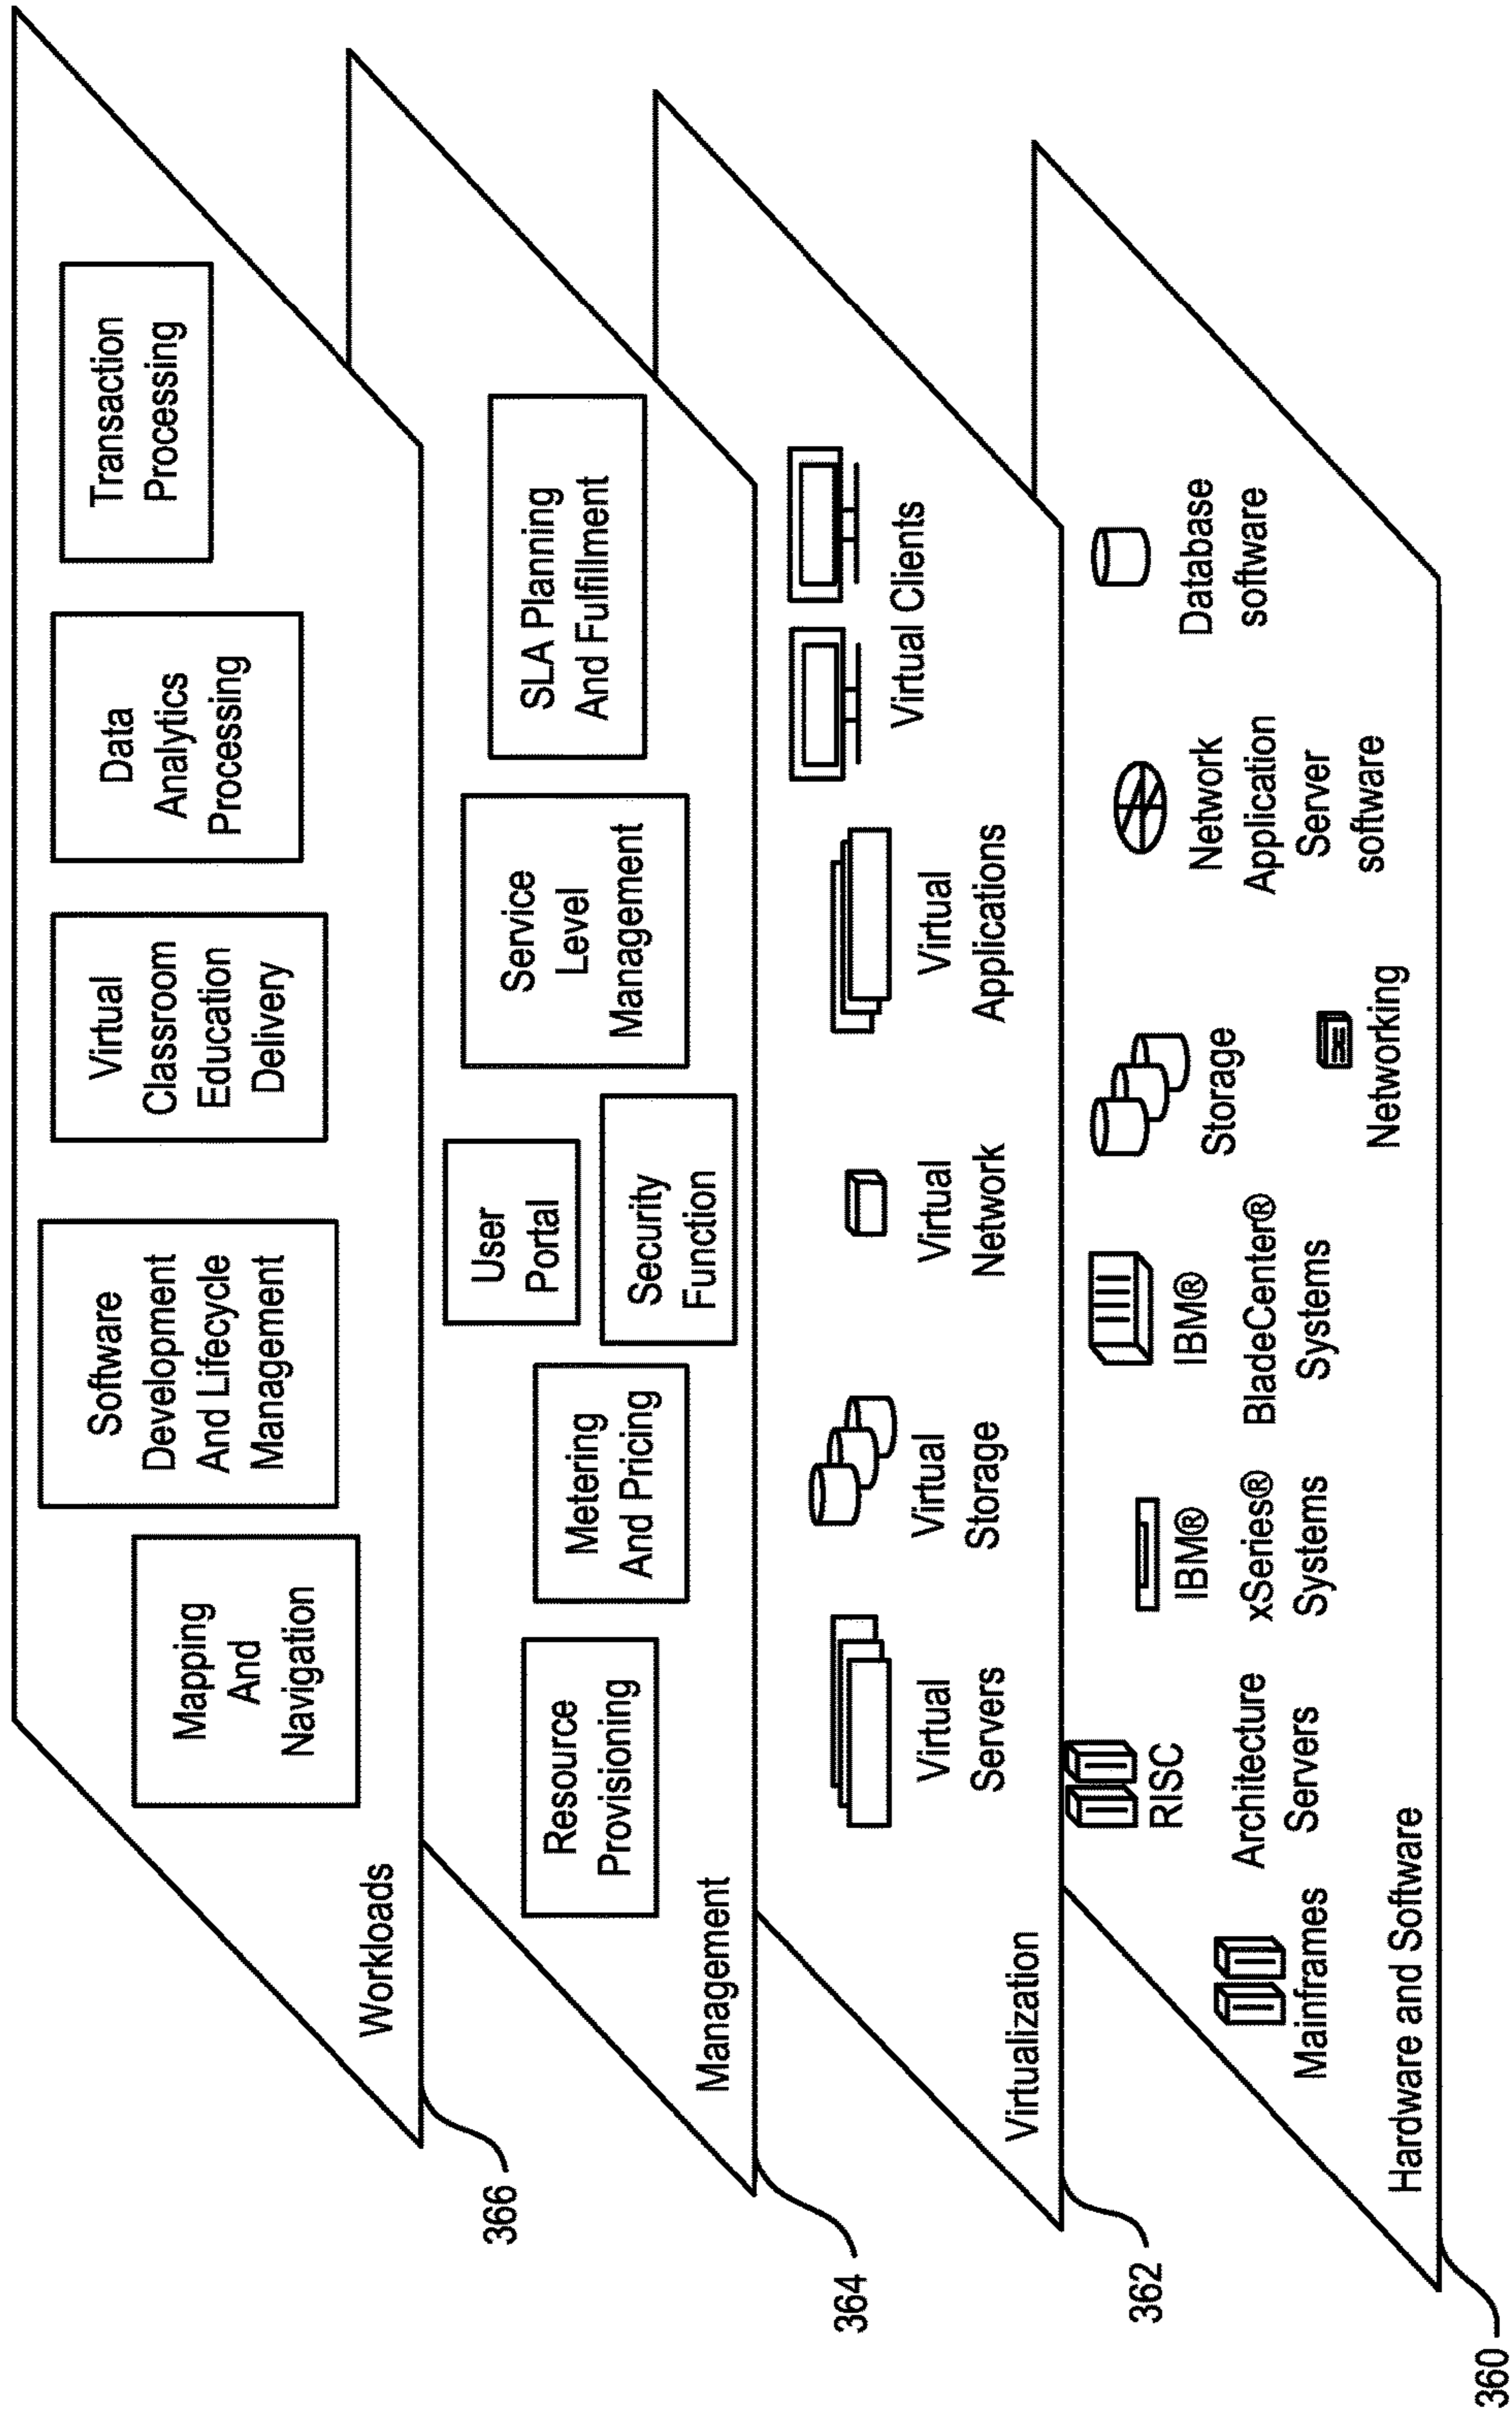 Mapping
And
Navigation
Software
Development
And Lifecycle
Management
Virtual
Classroom
Education
Delivery
Data
Analytics
Processing
Transaction
Processing
Workloads
366
Resource
Provisioning
Metering
And Pricing
User
Portal
Security
Function
Service
Level
Management
SLA Planning
And Fulfillment
Management
364
Virtual
Servers
Virtual
Storage
Virtual
Network
Virtual
Applications
Virtual Clients
Virtualization
362
Mainframes
RISC
Architecture
Servers
IBM®
xSeries®
Systems
IBM®
BladeCenter®
Systems
Storage
Networking
Network
Application
Server
software
Database
software
Hardware and Software
360